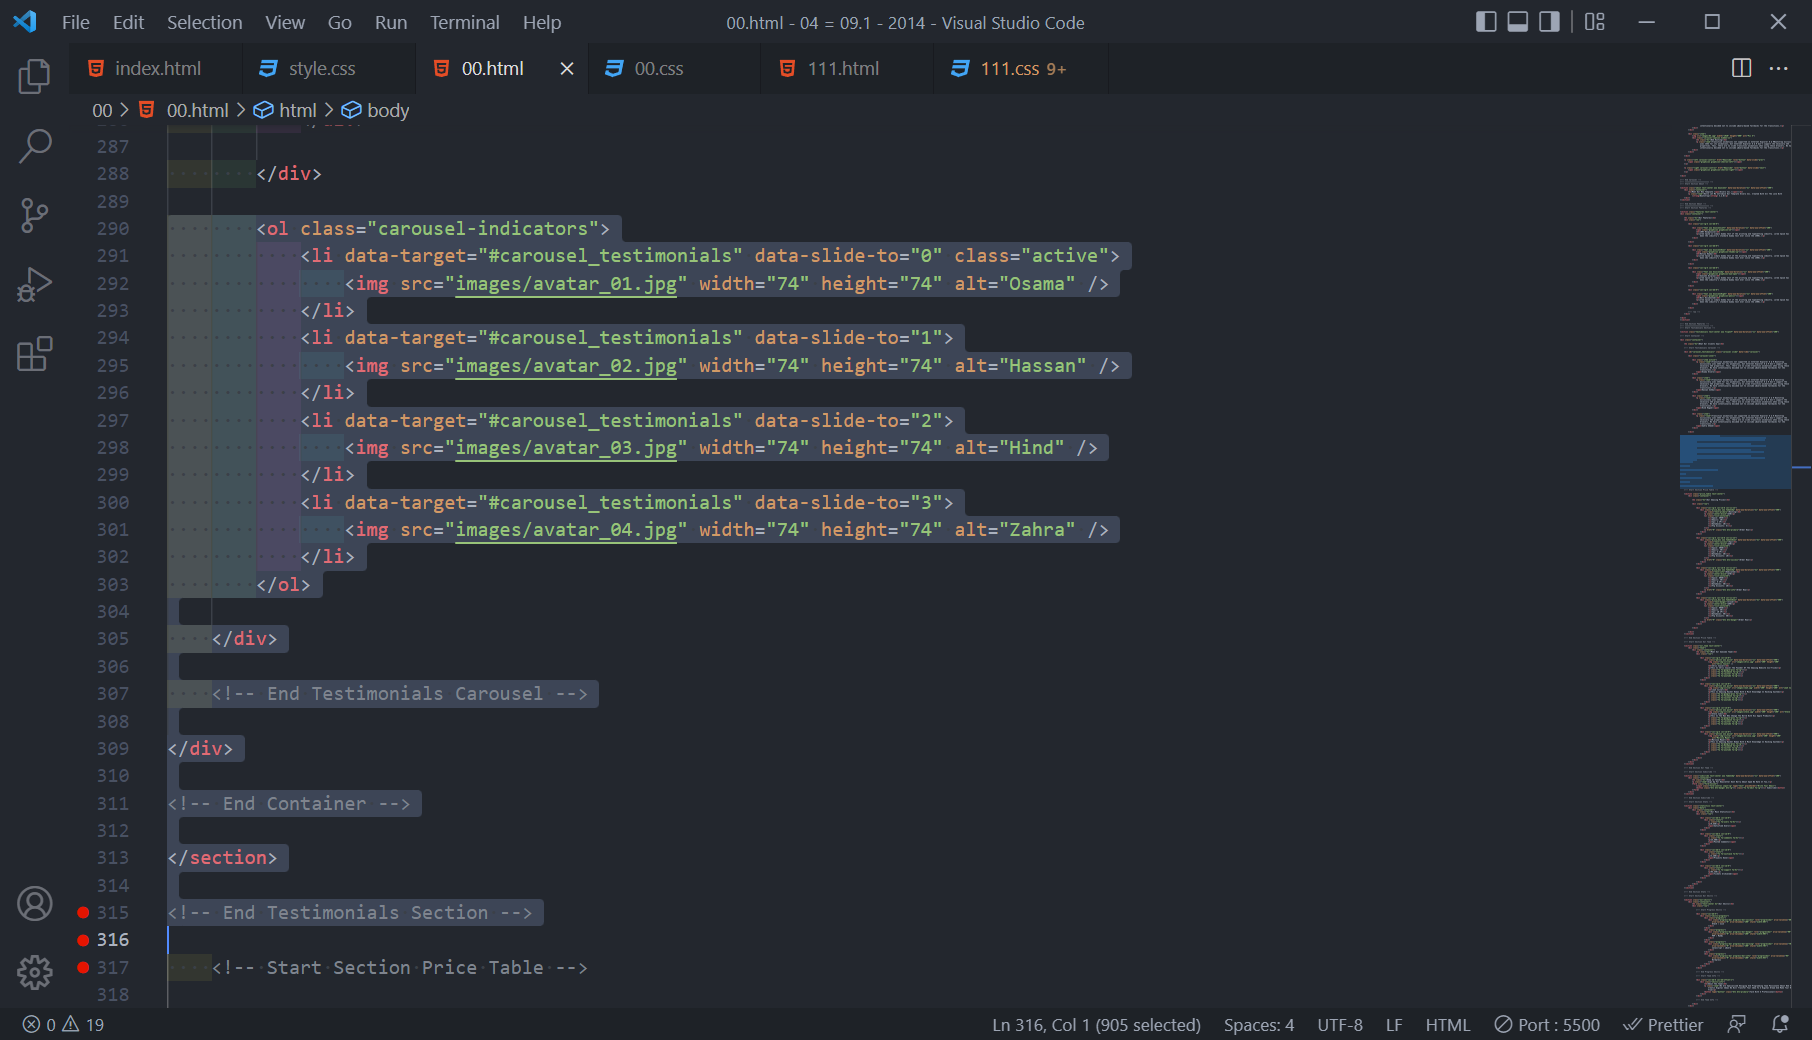 File Edit Selection View Go Run Terminal Help 00.html - 04 = 09.1 - 2014 - Visual Studio Code
index.html style.css 00.html 00.css 111.html 111.css 9+
00 > 00.html > html > body
287
288 </div>
289
290 <ol class="carousel-indicators">
291 <li data-target="#carousel_testimonials" data-slide-to="0" class="active">
292 <img src="images/avatar_01.jpg" width="74" height="74" alt="Osama" />
293 </li>
294 <li data-target="#carousel_testimonials" data-slide-to="1">
295 <img src="images/avatar_02.jpg" width="74" height="74" alt="Hassan" />
296 </li>
297 <li data-target="#carousel_testimonials" data-slide-to="2">
298 <img src="images/avatar_03.jpg" width="74" height="74" alt="Hind" />
299 </li>
300 <li data-target="#carousel_testimonials" data-slide-to="3">
301 <img src="images/avatar_04.jpg" width="74" height="74" alt="Zahra" />
302 </li>
303 </ol>
304
305 </div>
306
307 <!-- End Testimonials Carousel -->
308
309 </div>
310
311 <!-- End Container -->
312
313 </section>
314
315 <!-- End Testimonials Section -->
316
317 <!-- Start Section Price Table -->
318
0 19 Ln 316, Col 1 (905 selected) Spaces: 4 UTF-8 LF HTML Port : 5500 Prettier